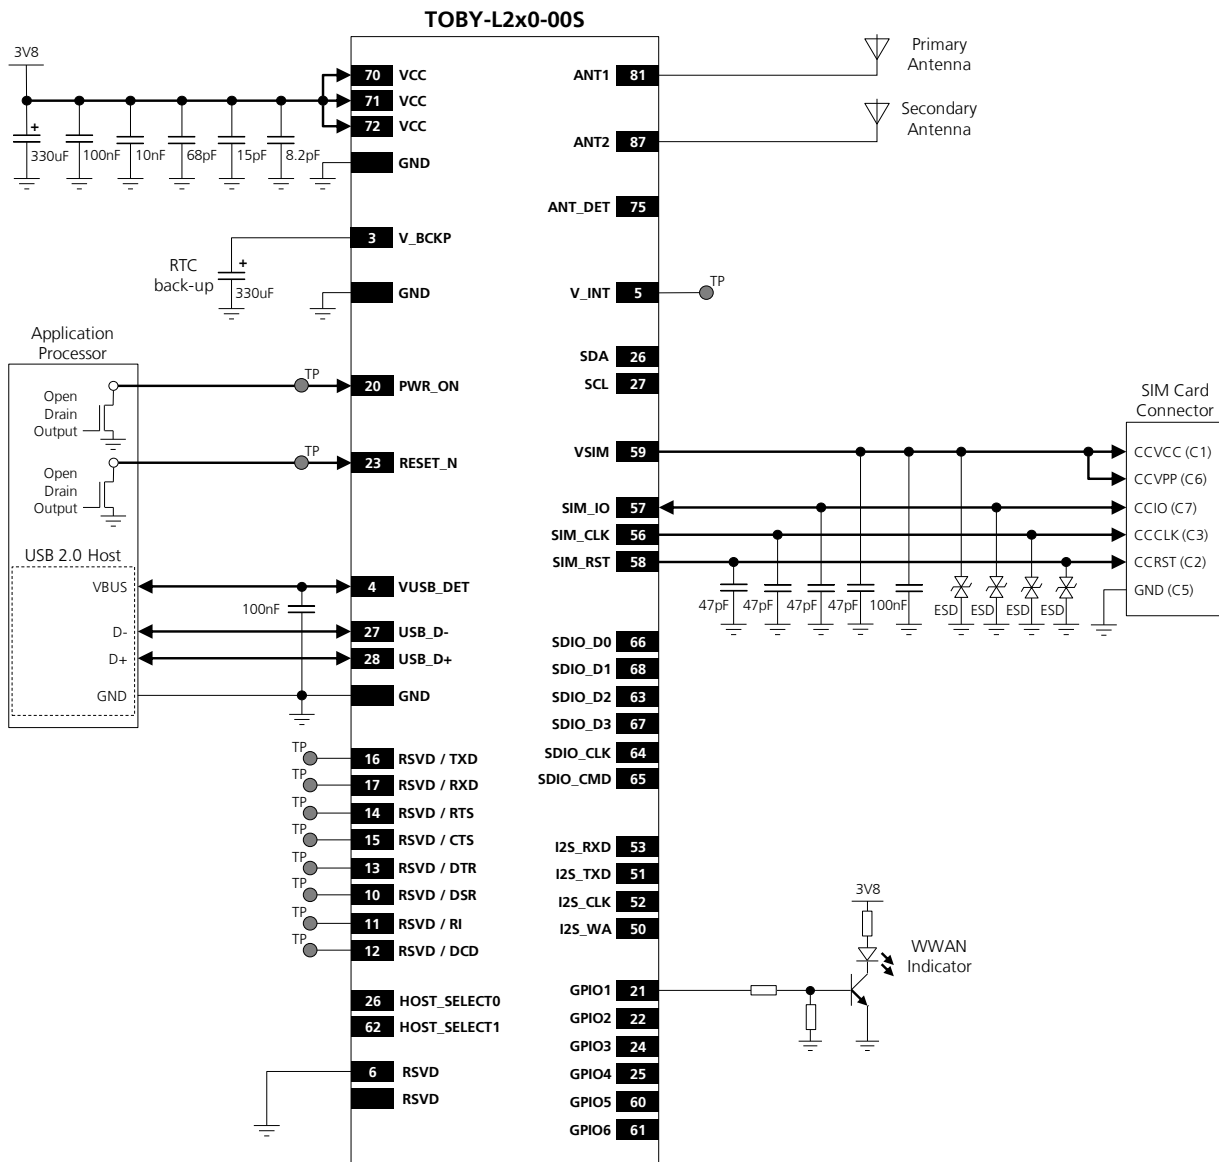 TOBY-L2x0-00S
3V8
+
330uF
100nF
10nF
68pF
15pF
8.2pF
70 VCC
71 VCC
72 VCC
GND
3 V_BCKP
RTC
back-up
+
330uF
GND
Application
Processor
Open
Drain
Output
TP
20 PWR_ON
Open
Drain
Output
TP
23 RESET_N
USB 2.0 Host
VBUS
4 VUSB_DET
100nF
D-
27 USB_D-
D+
28 USB_D+
GND
GND
TP
16 RSVD / TXD
TP
17 RSVD / RXD
TP
14 RSVD / RTS
TP
15 RSVD / CTS
TP
13 RSVD / DTR
TP
10 RSVD / DSR
TP
11 RSVD / RI
TP
12 RSVD / DCD
26 HOST_SELECT0
62 HOST_SELECT1
6 RSVD
RSVD
ANT1 81
Primary
Antenna
ANT2 87
Secondary
Antenna
ANT_DET 75
V_INT 5
TP
SDA 26
SCL 27
VSIM 59
SIM_IO 57
SIM_CLK 56
SIM_RST 58
47pF
47pF
47pF
47pF
100nF
ESD
ESD
ESD
ESD
SIM Card
Connector
CCVCC (C1)
CCVPP (C6)
CCIO (C7)
CCCLK (C3)
CCRST (C2)
GND (C5)
SDIO_D0 66
SDIO_D1 68
SDIO_D2 63
SDIO_D3 67
SDIO_CLK 64
SDIO_CMD 65
I2S_RXD 53
I2S_TXD 51
I2S_CLK 52
I2S_WA 50
3V8
WWAN
Indicator
GPIO1 21
GPIO2 22
GPIO3 24
GPIO4 25
GPIO5 60
GPIO6 61